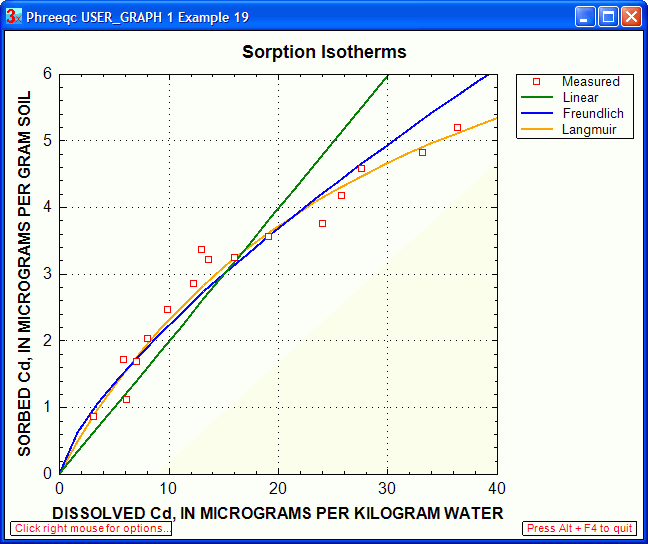 Phreeqc USER_GRAPH 1 Example 19
Sorption Isotherms
Measured
Linear
Freundlich
Langmuir
SORBED Cd, IN MICROGRAMS PER GRAM SOIL
6
5
4
3
2
1
0
0 10 20 30 40
DISSOLVED Cd, IN MICROGRAMS PER KILOGRAM WATER
Click right mouse for options...
Press Alt + F4 to quit